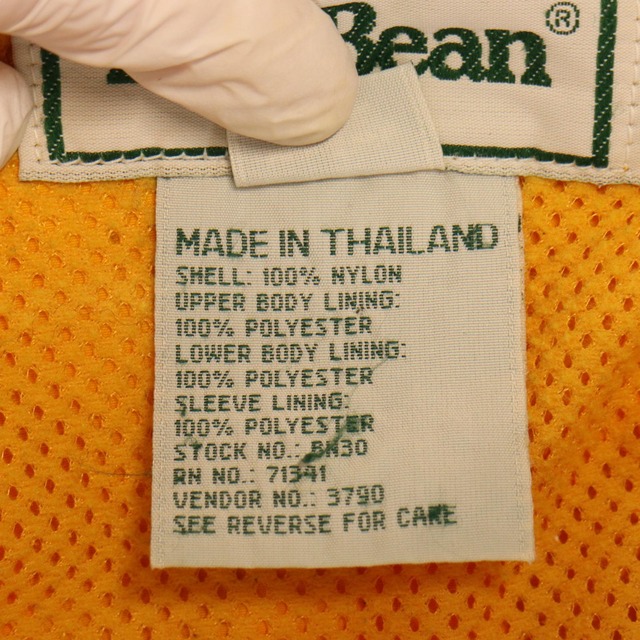 Bean®
MADE IN THAILAND
SHELL: 100% NYLON
UPPER BODY LINING:
100% POLYESTER
LOWER BODY LINING:
100% POLYESTER
SLEEVE LINING:
100% POLYESTER
STOCK NO.: BN30
RN NO.: 71341
VENDOR NO.: 3790
SEE REVERSE FOR CARE